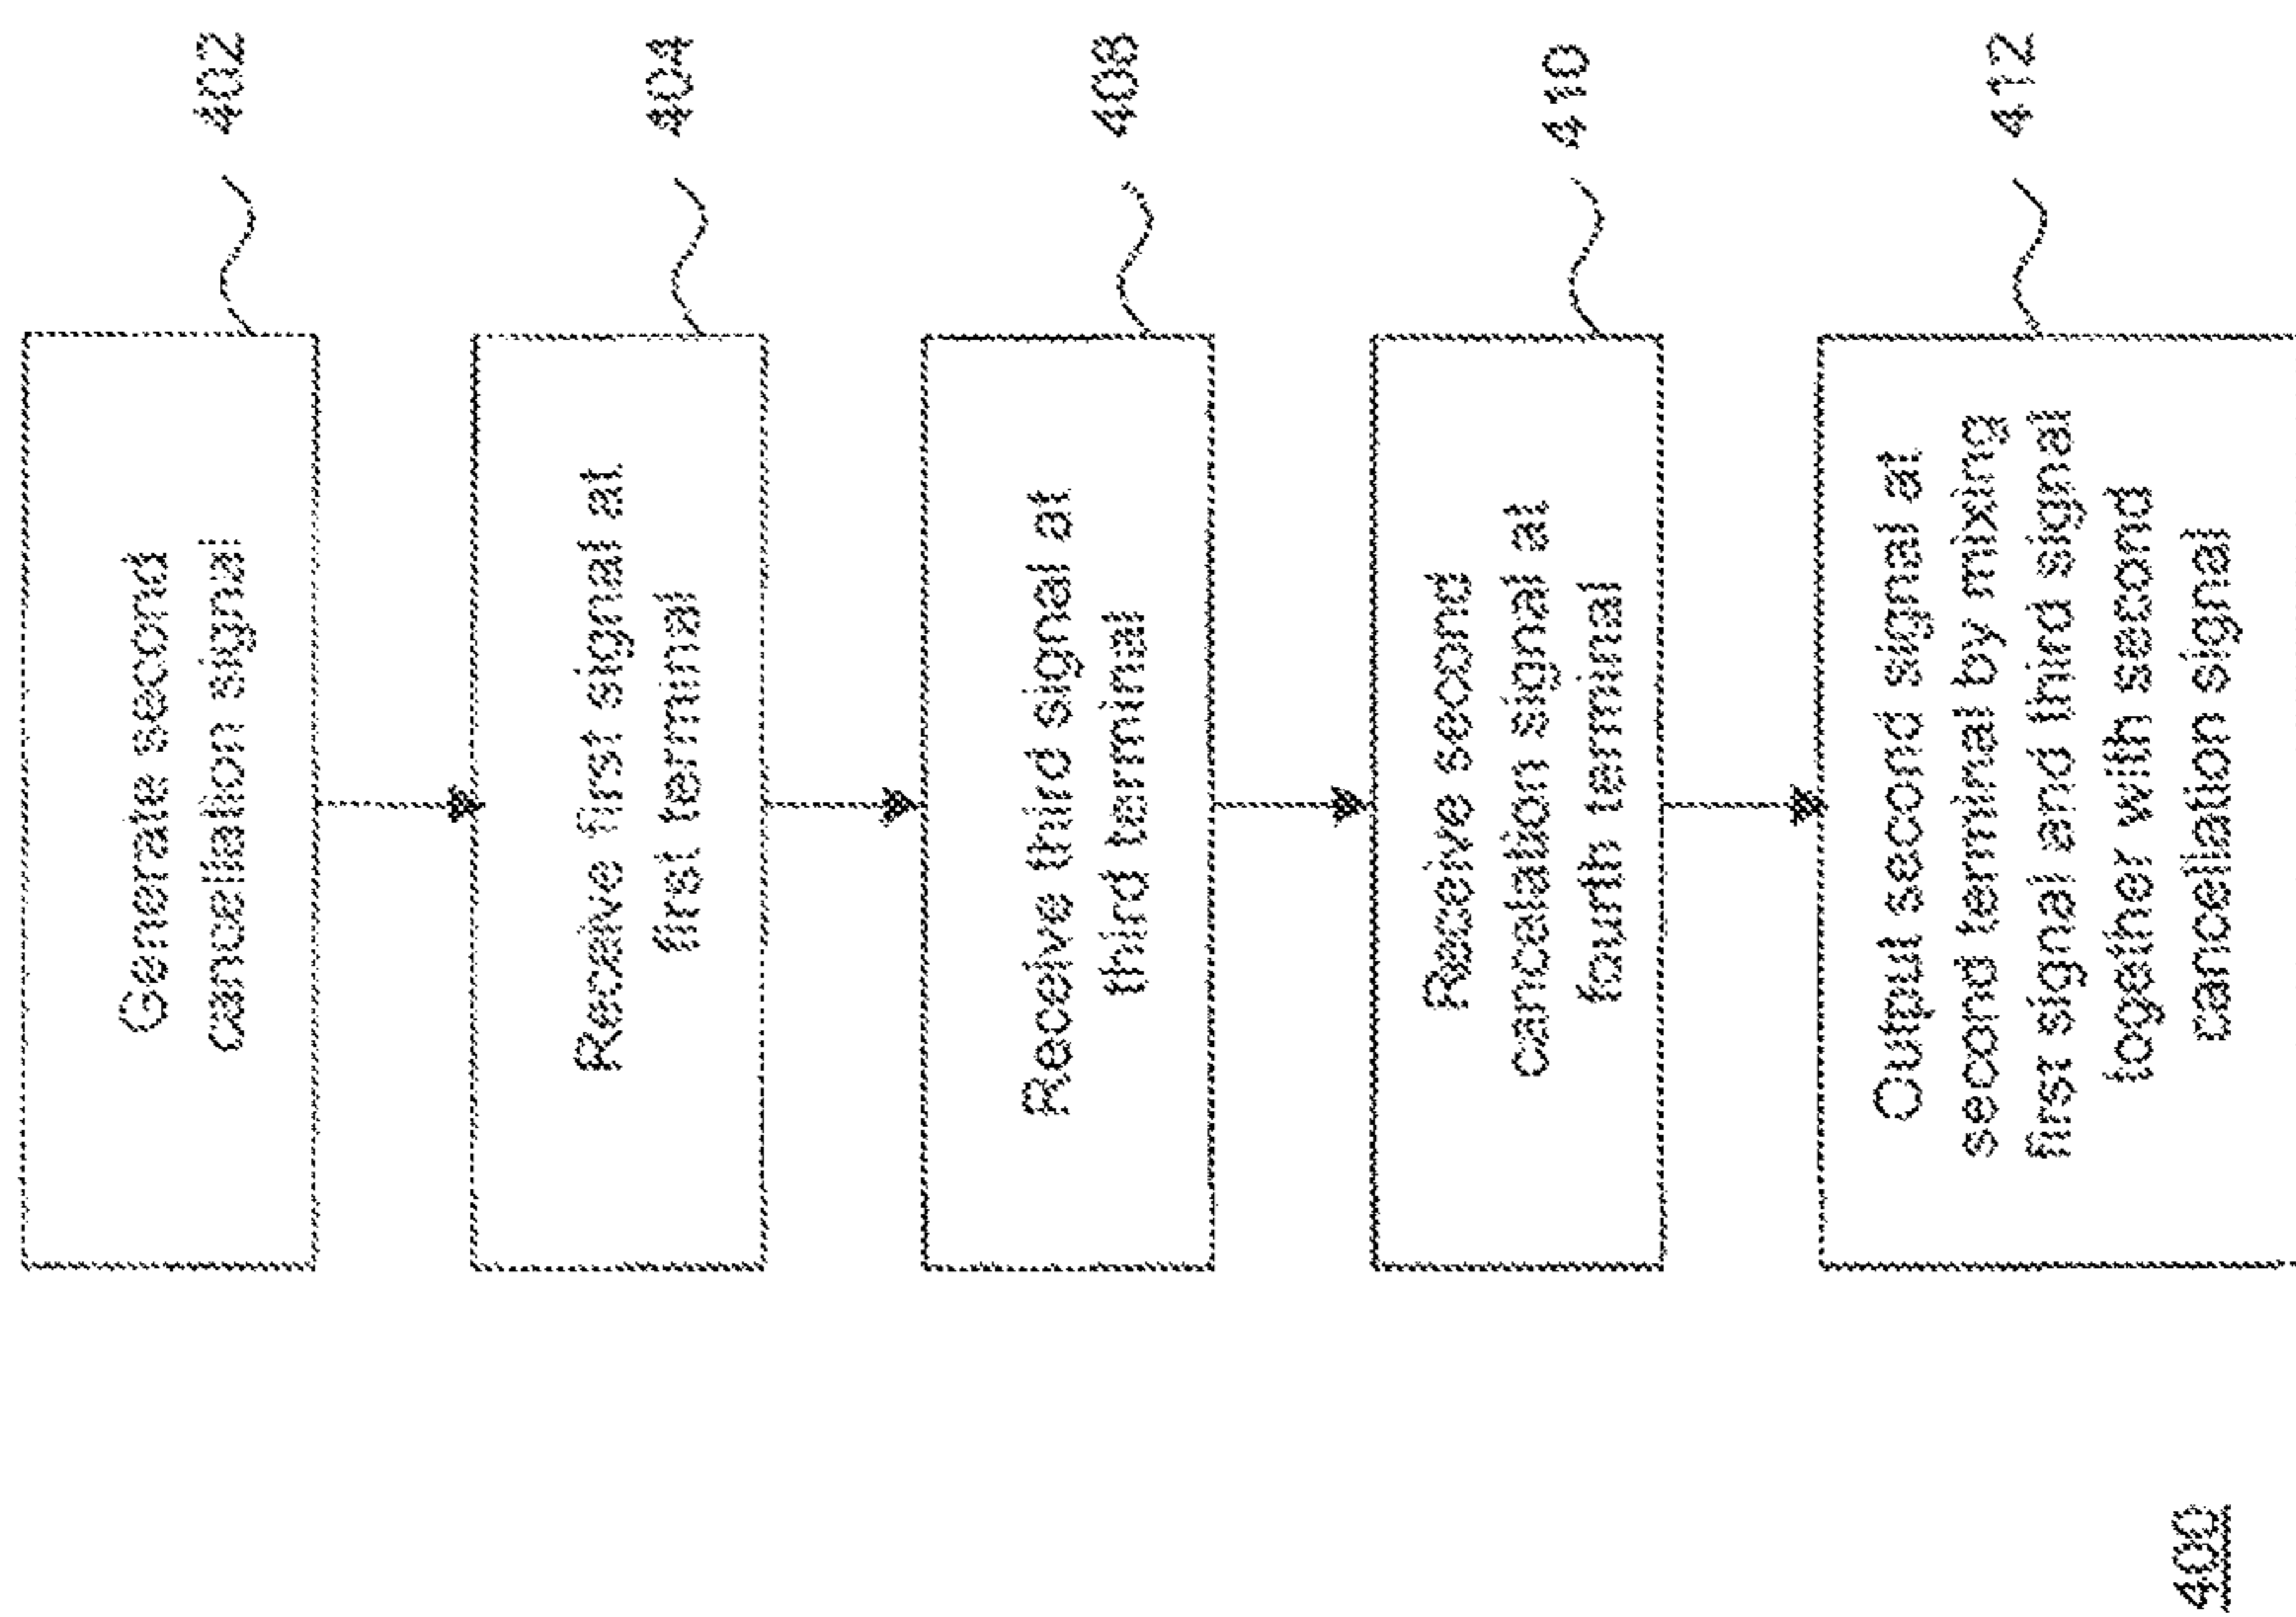 Generate second
cancellation signal
402
Receive first signal at
first terminal
404
Receive third signal at
third terminal
408
Receive second
cancelation signal at
fourth terminal
410
Output second signal at
second terminal by mixing
first signal and third signal
together with second
cancellation signal
412
400